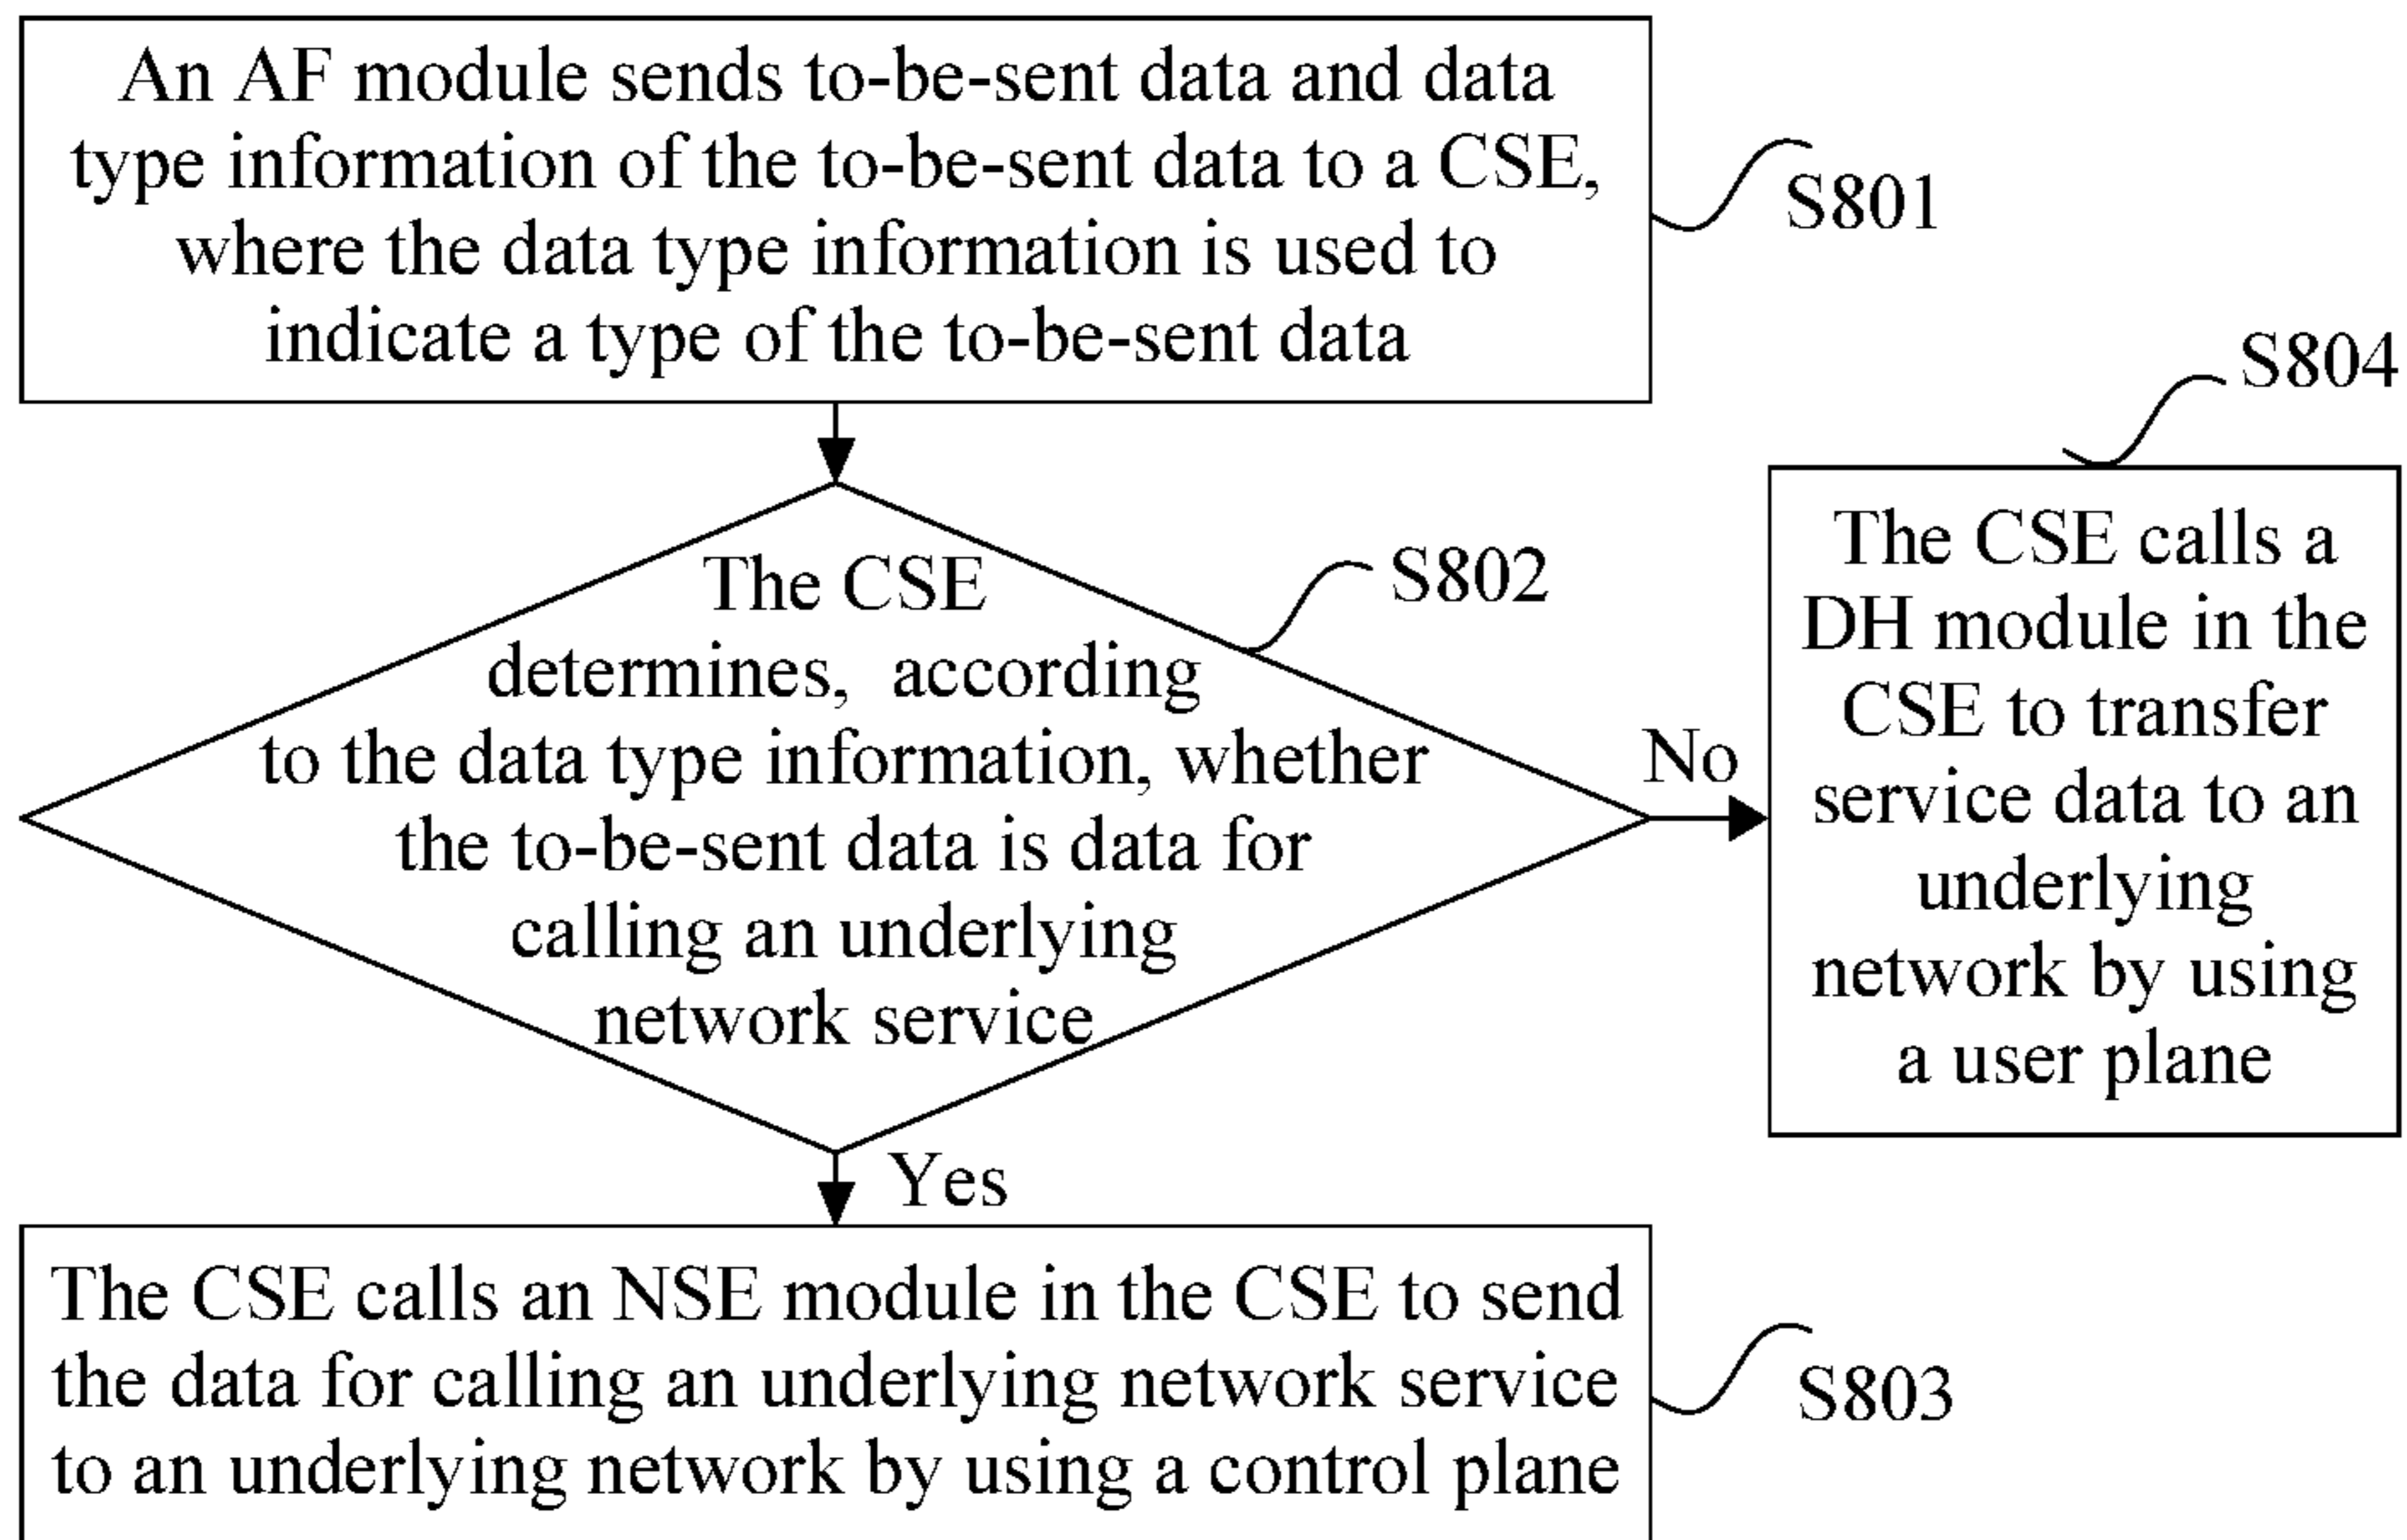 An AF module sends to-be-sent data and data
type information of the to-be-sent data to a CSE,
where the data type information is used to
indicate a type of the to-be-sent data
S801
The CSE
determines, according
to the data type information, whether
the to-be-sent data is data for
calling an underlying
network service
S802
No
S804
The CSE calls a
DH module in the
CSE to transfer
service data to an
underlying
network by using
a user plane
Yes
The CSE calls an NSE module in the CSE to send
the data for calling an underlying network service
to an underlying network by using a control plane
S803